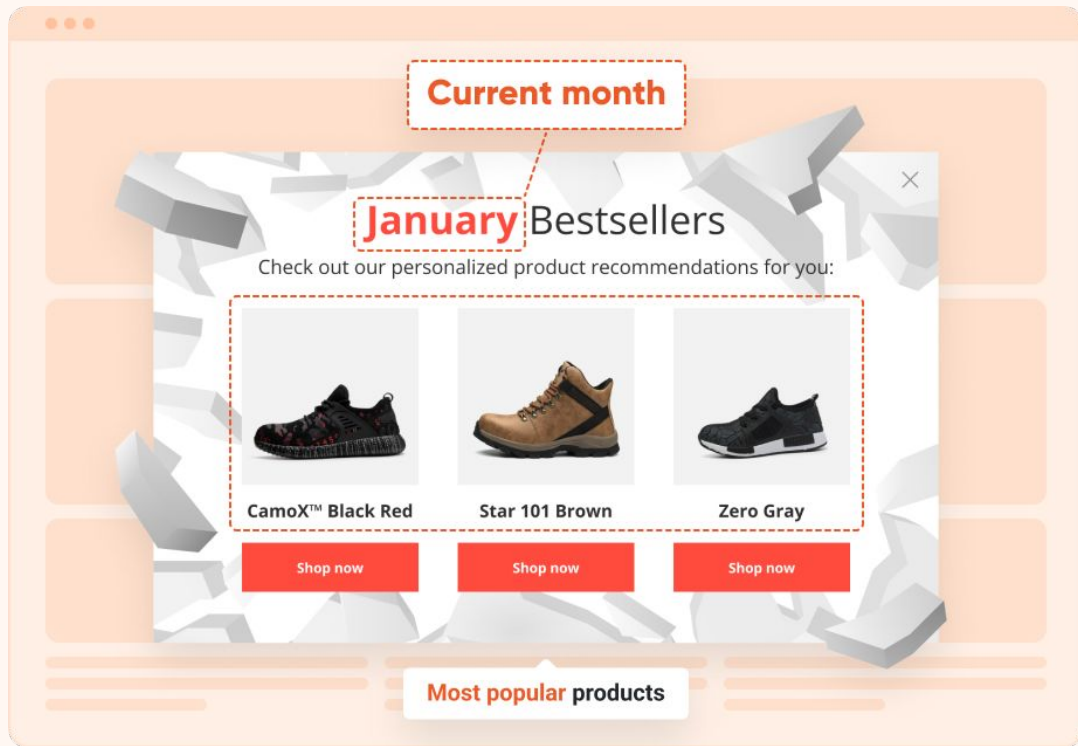 Current month
January Bestsellers
Check out our personalized product recommendations for you:
CamoX™ Black Red
Star 101 Brown
Zero Gray
Shop now
Shop now
Shop now
Most popular products